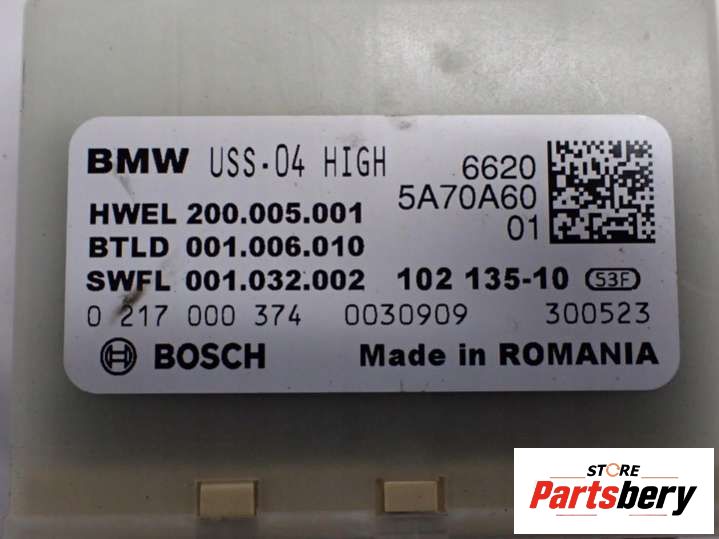 BMW USS-04 HIGH 6620
HWEL 200.005.001 5A70A60
BTLD 001.006.010 01
SWFL 001.032.002 102 135-10 S3F
0 217 000 374 0030909 300523
BOSCH Made in ROMANIA
STORE
Partsbery